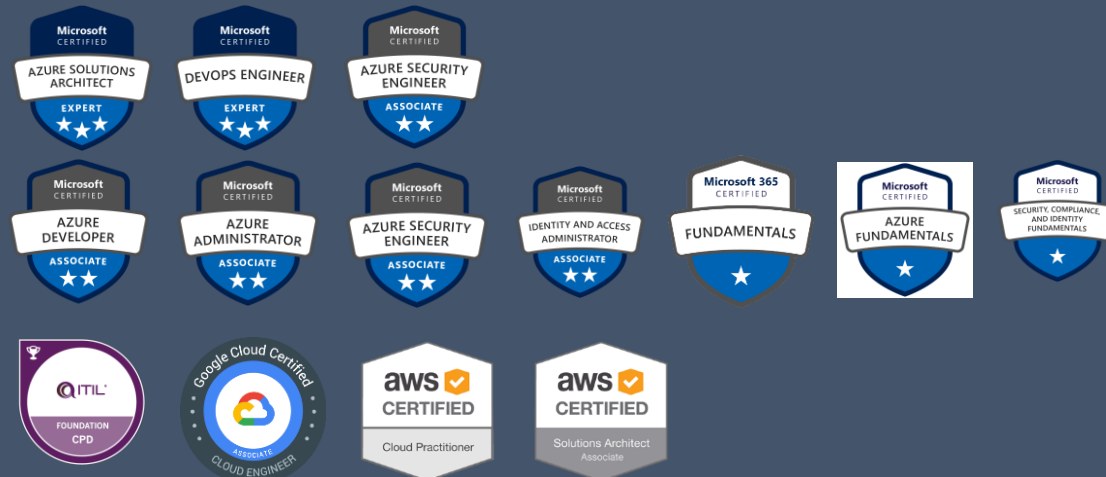 Microsoft
CERTIFIED
AZURE SOLUTIONS
ARCHITECT
EXPERT
Microsoft
CERTIFIED
DEVOPS ENGINEER
EXPERT
Microsoft
CERTIFIED
AZURE SECURITY
ENGINEER
ASSOCIATE
Microsoft
CERTIFIED
AZURE
DEVELOPER
ASSOCIATE
Microsoft
CERTIFIED
AZURE
ADMINISTRATOR
ASSOCIATE
Microsoft
CERTIFIED
AZURE SECURITY
ENGINEER
ASSOCIATE
Microsoft
CERTIFIED
IDENTITY AND ACCESS
ADMINISTRATOR
ASSOCIATE
Microsoft 365
CERTIFIED
FUNDAMENTALS
Microsoft
CERTIFIED
AZURE
FUNDAMENTALS
Microsoft
CERTIFIED
SECURITY, COMPLIANCE,
AND IDENTITY
FUNDAMENTALS
ITIL®
FOUNDATION
CPD
Google Cloud Certified
ASSOCIATE
CLOUD ENGINEER
aws
CERTIFIED
Cloud Practitioner
aws
CERTIFIED
Solutions Architect
Associate